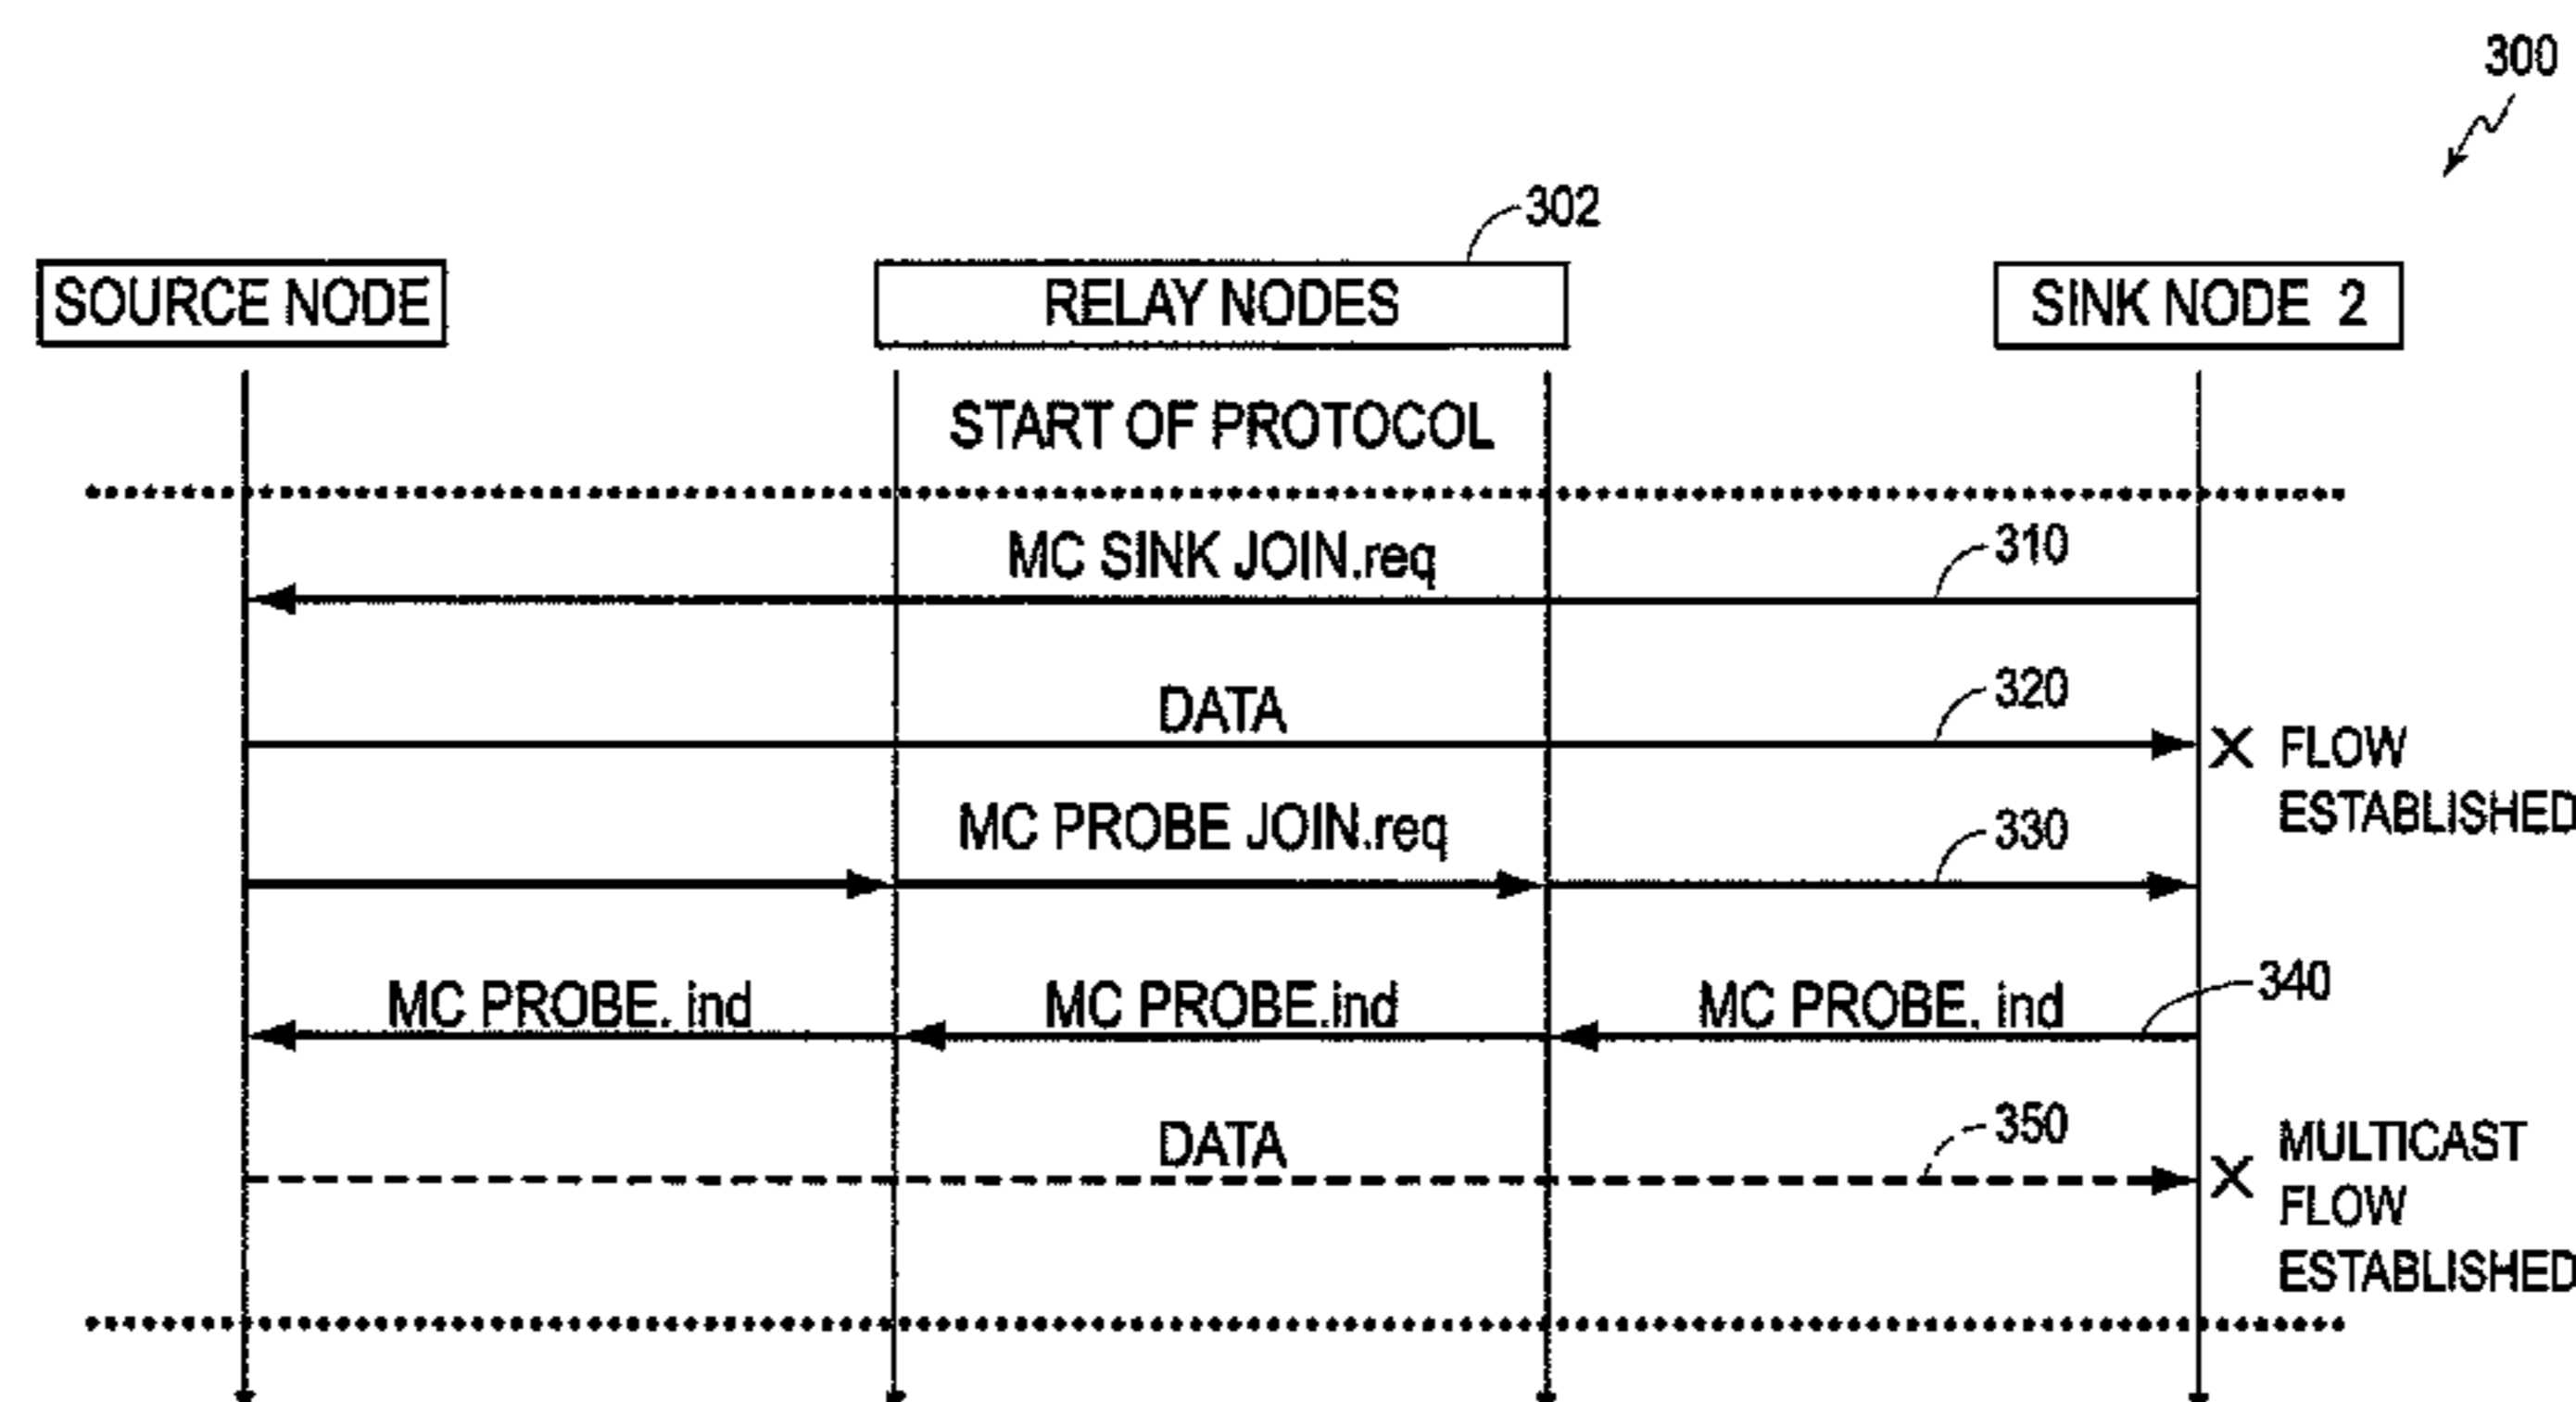 300
302
SOURCE NODE
RELAY NODES
SINK NODE 2
START OF PROTOCOL
MC SINK JOIN.req
310
DATA
320
FLOW
ESTABLISHED
MC PROBE JOIN.req
330
MC PROBE. ind
MC PROBE.ind
MC PROBE. ind
340
DATA
350
MULTICAST
FLOW
ESTABLISHED